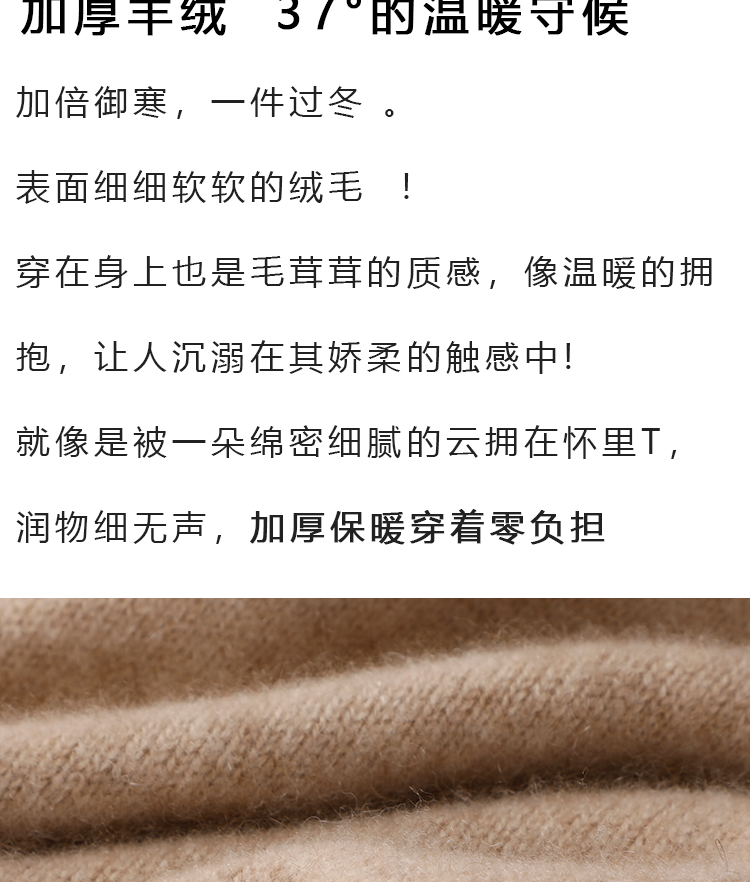 加厚羊绒 37°的温暖守候
加倍御寒，一件过冬 。
表面细细软软的绒毛 ！
穿在身上也是毛茸茸的质感，像温暖的拥
抱，让人沉溺在其娇柔的触感中!
就像是被一朵绵密细腻的云拥在怀里T，
润物细无声，加厚保暖穿着零负担